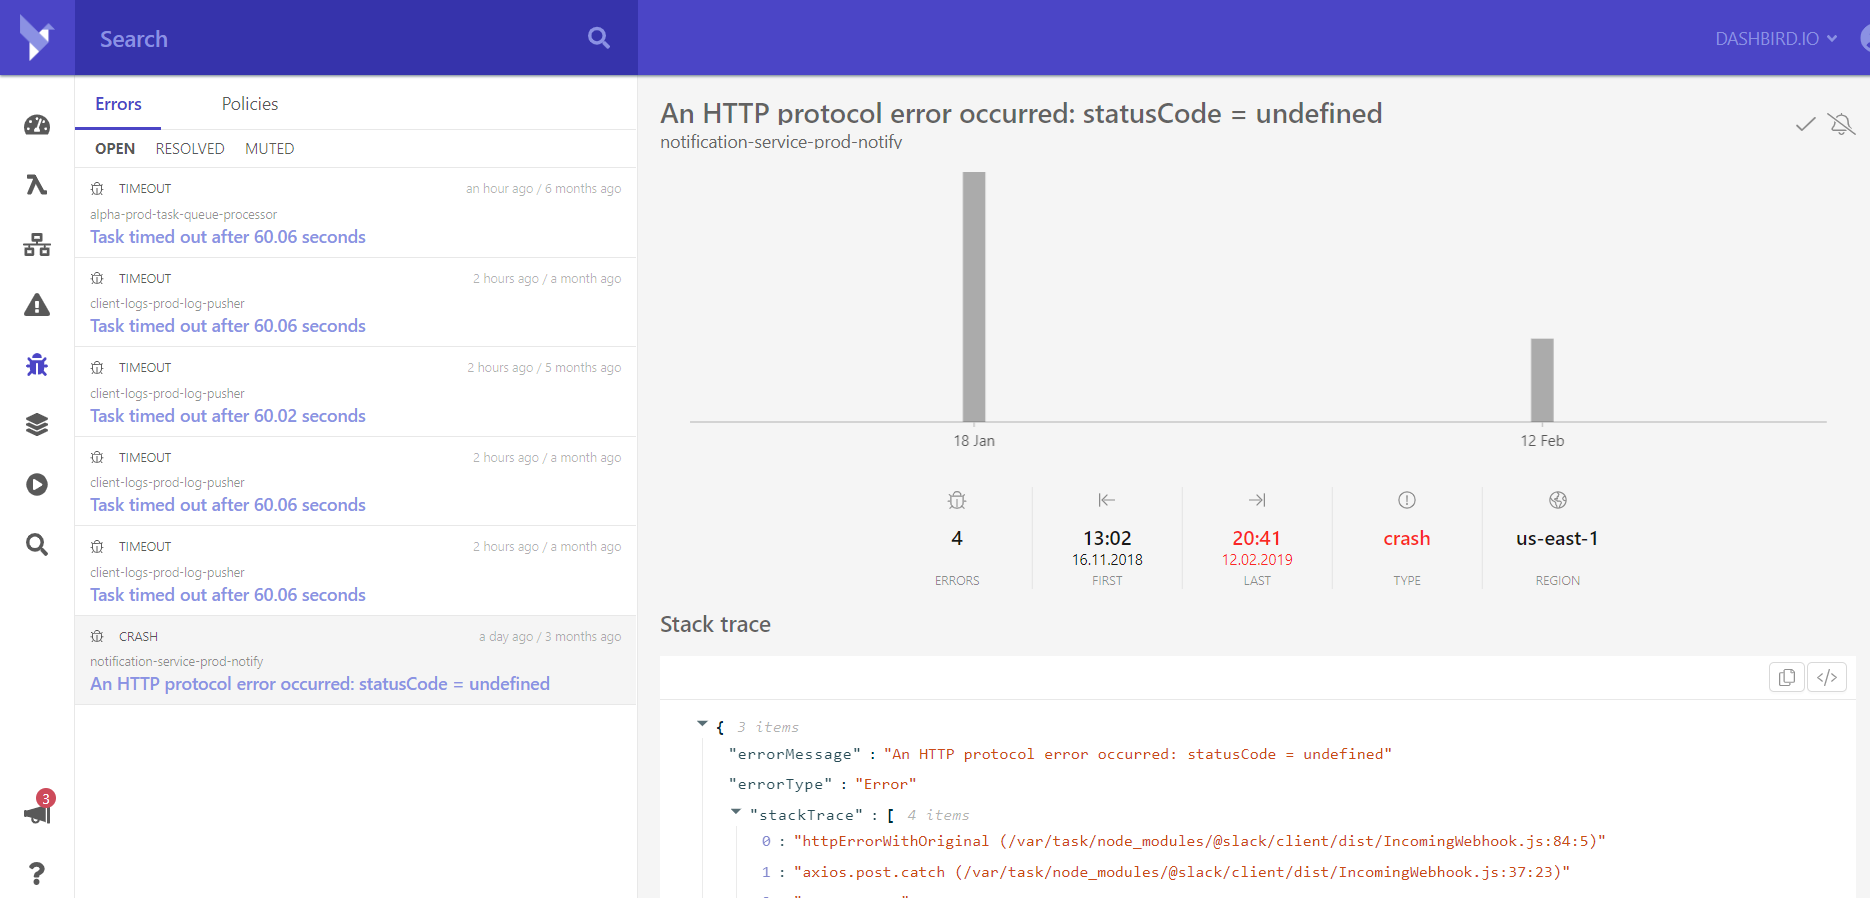 Search
DASHBIRD.IO
Errors
Policies
OPEN RESOLVED MUTED
TIMEOUT an hour ago / 6 months ago
alpha-prod-task-queue-processor
Task timed out after 60.06 seconds
TIMEOUT 2 hours ago / a month ago
client-logs-prod-log-pusher
Task timed out after 60.06 seconds
TIMEOUT 2 hours ago / 5 months ago
client-logs-prod-log-pusher
Task timed out after 60.02 seconds
TIMEOUT 2 hours ago / a month ago
client-logs-prod-log-pusher
Task timed out after 60.06 seconds
TIMEOUT 2 hours ago / a month ago
client-logs-prod-log-pusher
Task timed out after 60.06 seconds
CRASH a day ago / 3 months ago
notification-service-prod-notify
An HTTP protocol error occurred: statusCode = undefined
3
?
An HTTP protocol error occurred: statusCode = undefined
notification-service-prod-notify
18 Jan 12 Feb
4 13:02 20:41 crash us-east-1
16.11.2018 12.02.2019
ERRORS FIRST LAST TYPE REGION
Stack trace
</>
{ 3 items
"errorMessage" : "An HTTP protocol error occurred: statusCode = undefined"
"errorType" : "Error"
"stackTrace" : [ 4 items
0 : "httpErrorWithOriginal (/var/task/node_modules/@slack/client/dist/IncomingWebhook.js:84:5)"
1 : "axios.post.catch (/var/task/node_modules/@slack/client/dist/IncomingWebhook.js:37:23)"